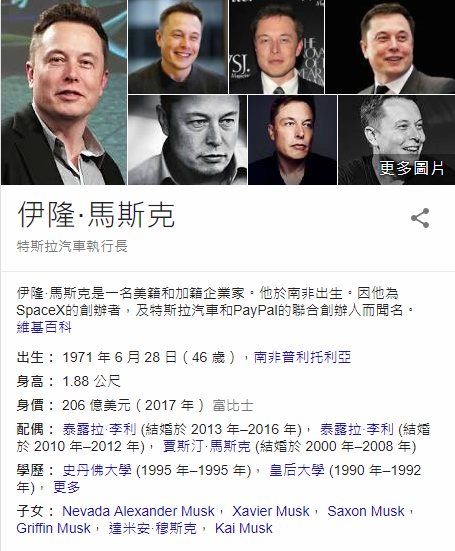 WSJ.
Magazine
更多圖片
伊隆·馬斯克
特斯拉汽車執行長
伊隆·馬斯克是一名美籍和加籍企業家。他於南非出生。因他為
SpaceX的創辦者，及特斯拉汽車和PayPal的聯合創辦人而聞名。
維基百科
出生： 1971 年 6 月 28 日（46 歲），南非普利托利亞
身高： 1.88 公尺
身價： 206 億美元（2017 年） 富比士
配偶： 泰露拉·李利 (結婚於 2013 年–2016 年)， 泰露拉·李利 (結婚
於 2010 年–2012 年)， 賈斯汀·馬斯克 (結婚於 2000 年–2008 年)
學歷： 史丹佛大學 (1995 年–1995 年)， 皇后大學 (1990 年–1992
年)， 更多
子女： Nevada Alexander Musk， Xavier Musk， Saxon Musk，
Griffin Musk， 達米安·穆斯克， Kai Musk